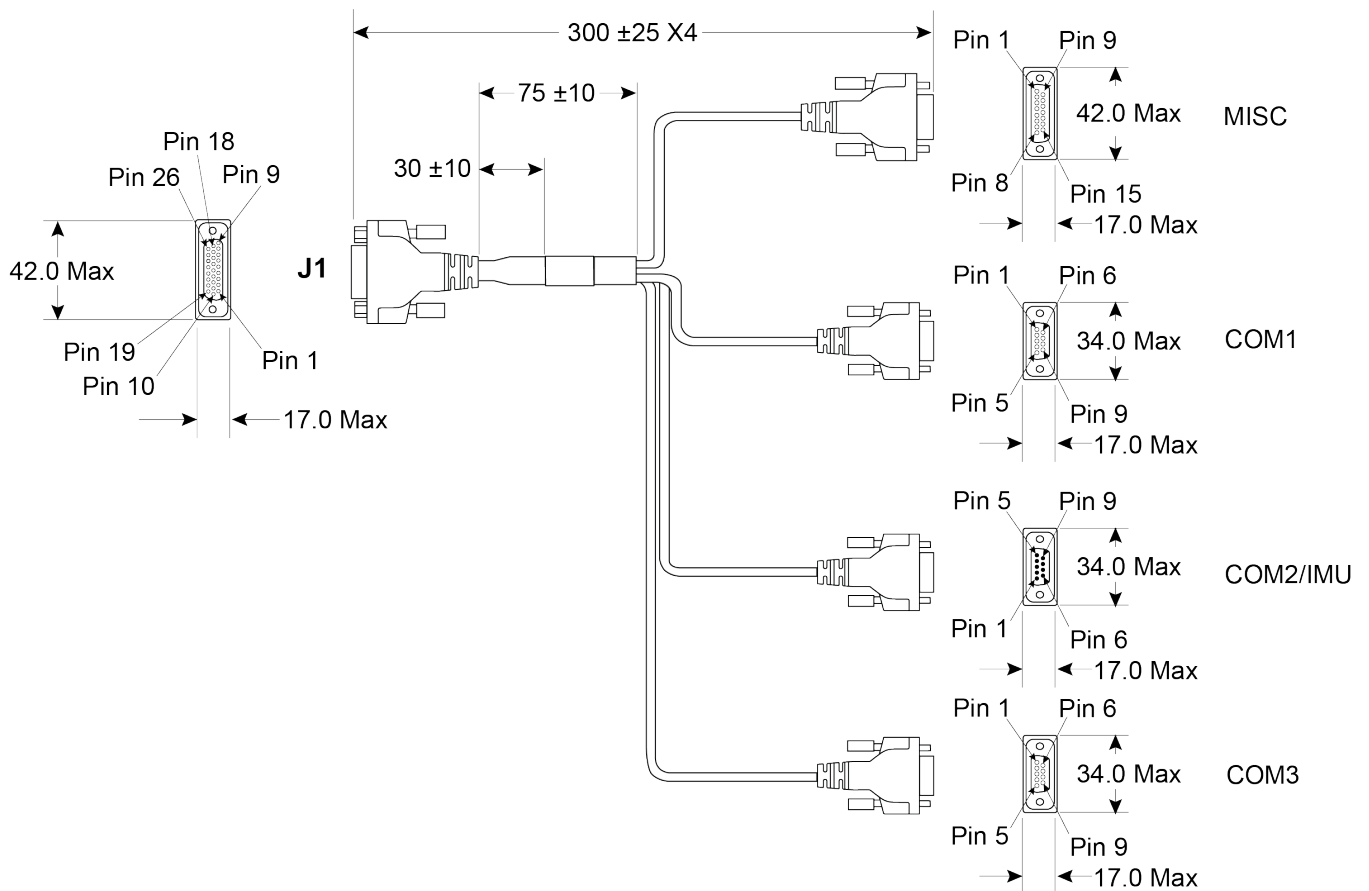 300 ±25 X4
75 ±10
30 ±10
Pin 18
Pin 26
Pin 9
42.0 Max
J1
Pin 19
Pin 1
Pin 10
17.0 Max
Pin 1
Pin 9
42.0 Max
MISC
Pin 8
Pin 15
17.0 Max
Pin 1
Pin 6
34.0 Max
COM1
Pin 5
Pin 9
17.0 Max
Pin 5
Pin 9
34.0 Max
COM2/IMU
Pin 1
Pin 6
17.0 Max
Pin 1
Pin 6
34.0 Max
COM3
Pin 5
Pin 9
17.0 Max